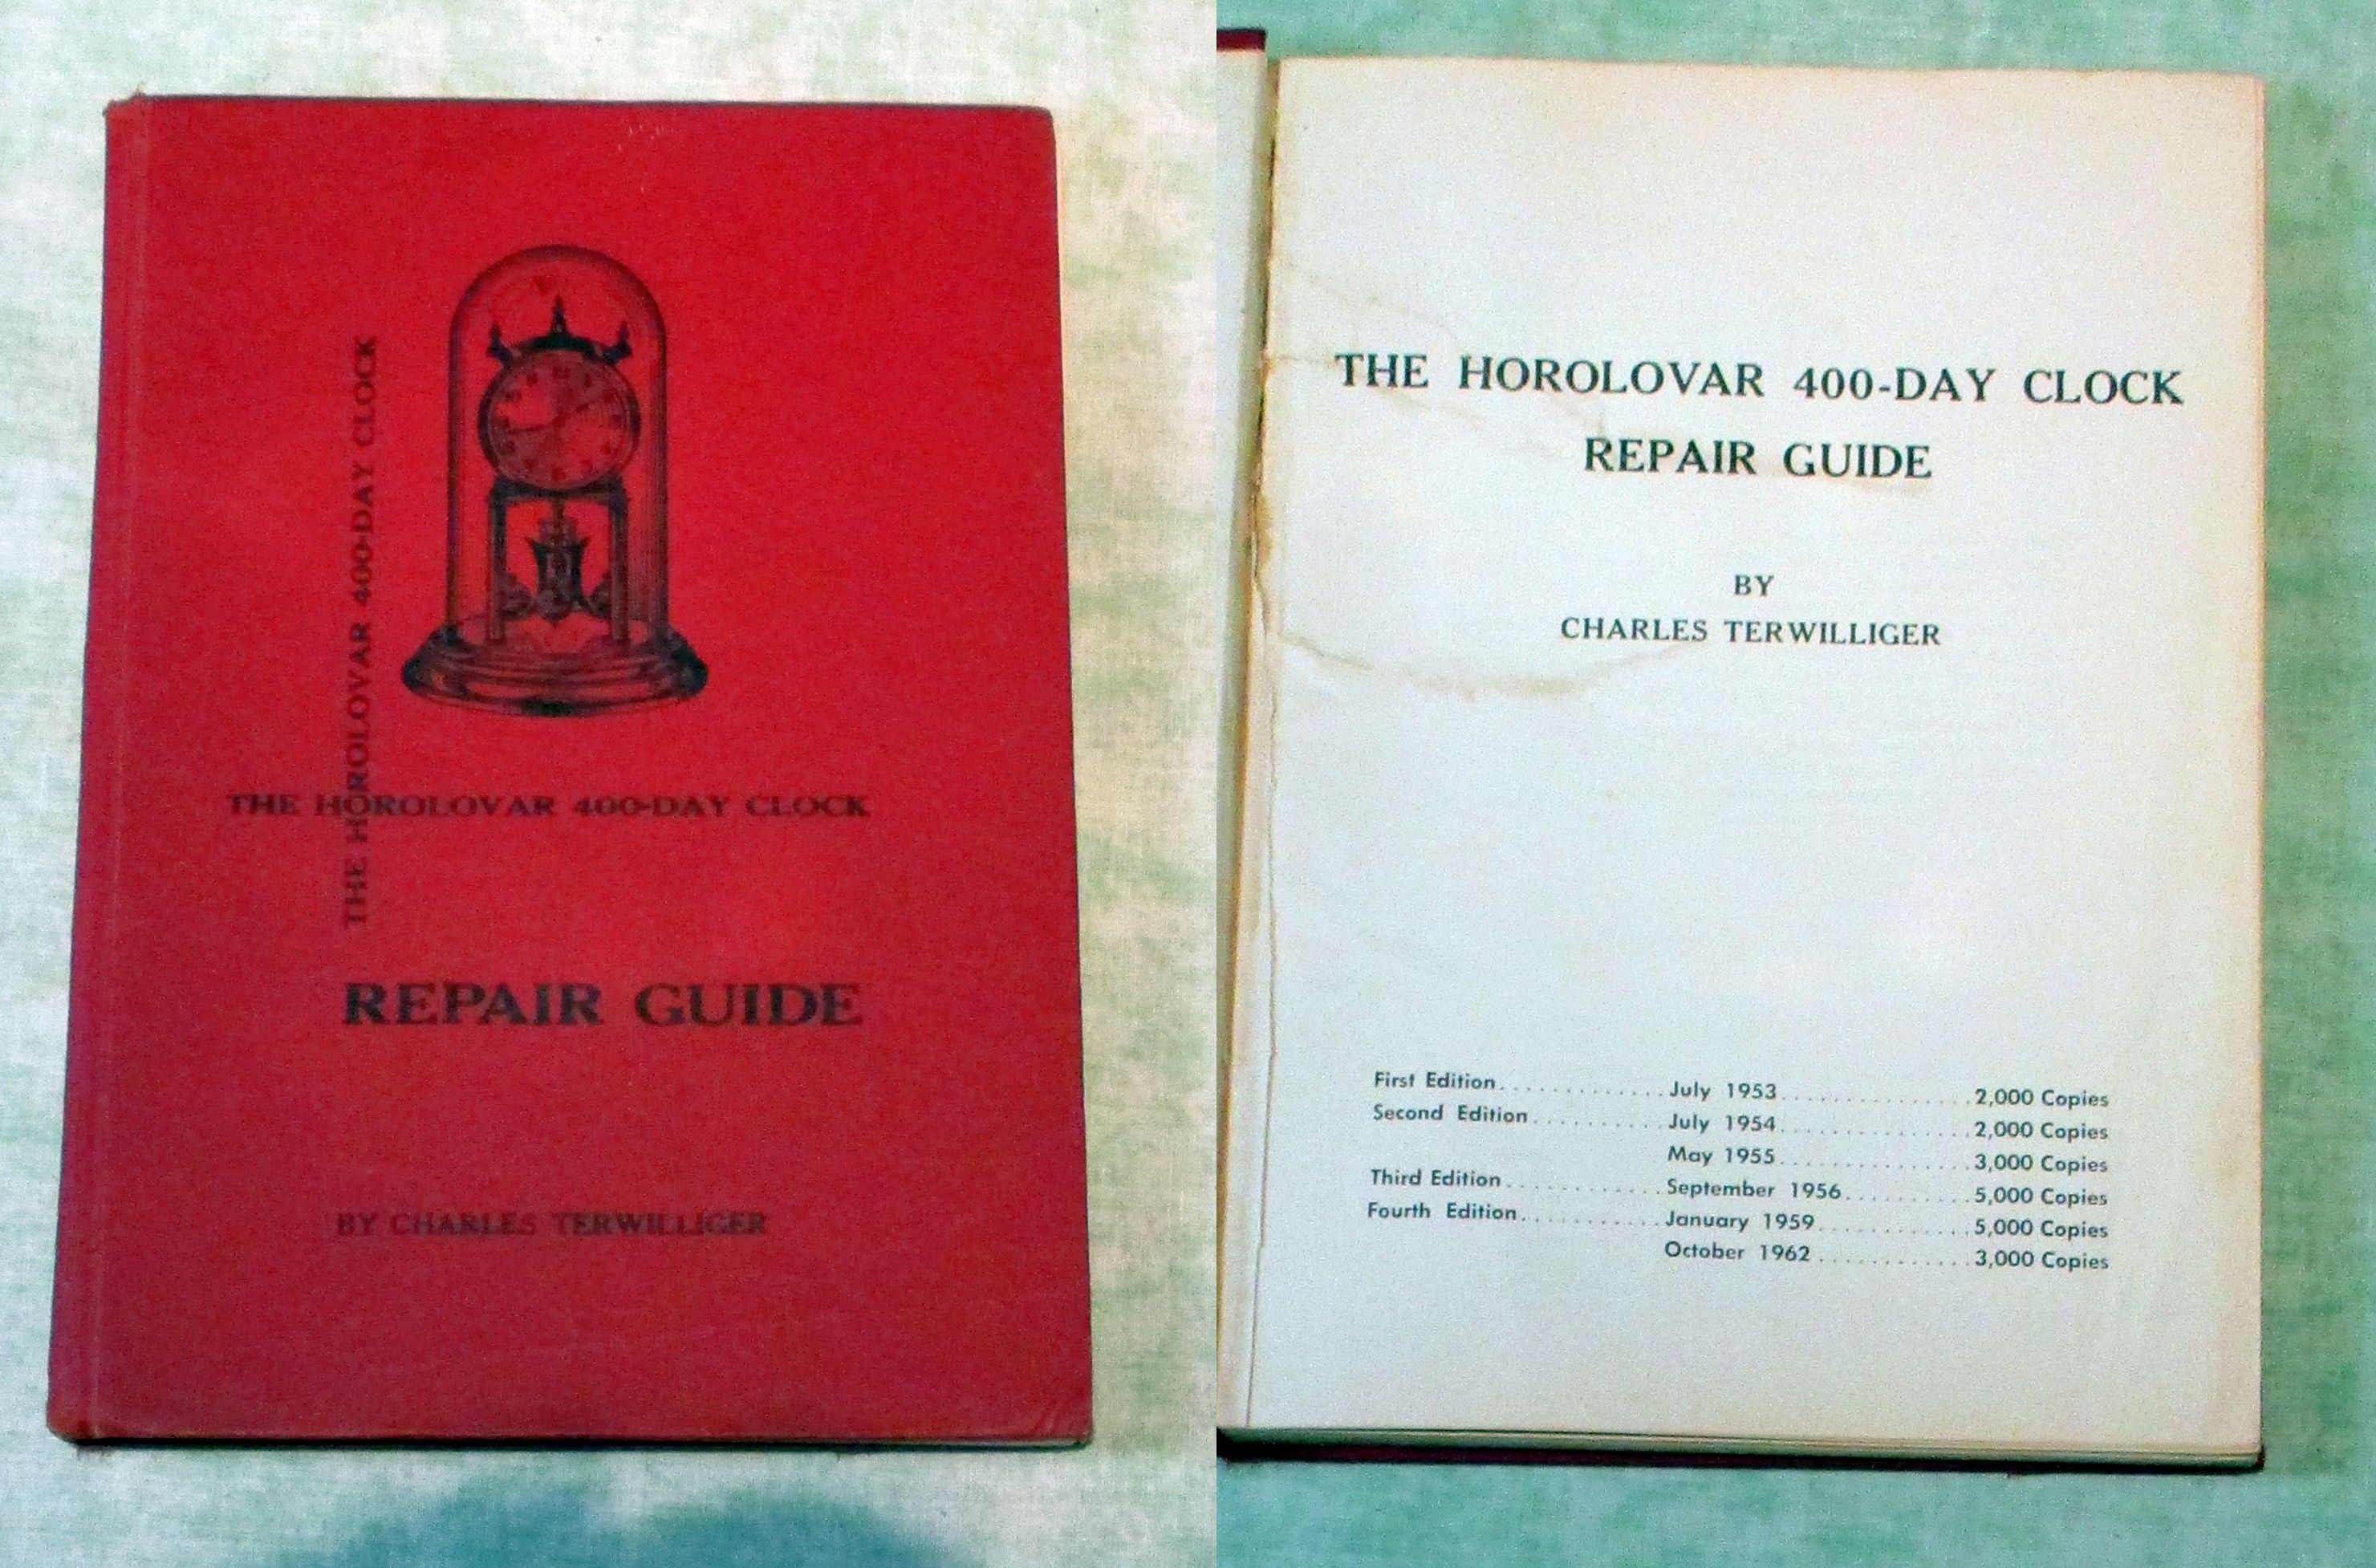 THE HOROLOVAR 400-DAY CLOCK
THE HOROLOVAR 400-DAY CLOCK
REPAIR GUIDE
BY CHARLES TERWILLIGER
THE HOROLOVAR 400-DAY CLOCK
REPAIR GUIDE
BY
CHARLES TERWILLIGER
First Edition.............July 1953...............2,000 Copies
Second Edition..........July 1954...............2,000 Copies
May 1955...............3,000 Copies
Third Edition............September 1956..........5,000 Copies
Fourth Edition...........January 1959............5,000 Copies
October 1962............3,000 Copies